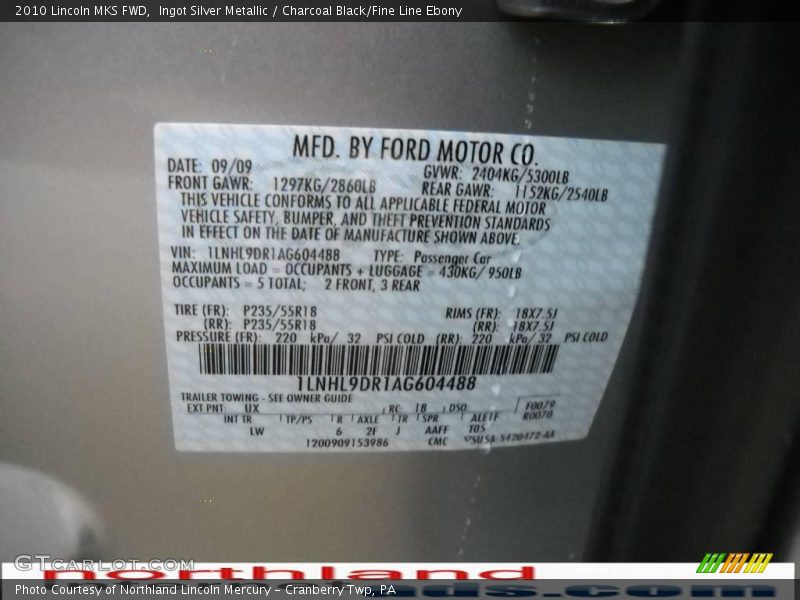 2010 Lincoln MKS FWD,  Ingot Silver Metallic / Charcoal Black/Fine Line Ebony
MFD. BY FORD MOTOR CO.
DATE: 09/09 GVWR: 2404KG/5300LB
FRONT GAWR: 1297KG/2860LB REAR GAWR: 1152KG/2540LB
THIS VEHICLE CONFORMS TO ALL APPLICABLE FEDERAL MOTOR
VEHICLE SAFETY, BUMPER, AND THEFT PREVENTION STANDARDS
IN EFFECT ON THE DATE OF MANUFACTURE SHOWN ABOVE.
VIN: 1LNHL9DR1AG604488 TYPE: Passenger Car
MAXIMUM LOAD = OCCUPANTS + LUGGAGE = 430KG/ 950LB
OCCUPANTS = 5 TOTAL; 2 FRONT, 3 REAR
TIRE (FR): P235/55R18 RIMS (FR): 18X7.5J
(RR): P235/55R18 (RR): 18X7.5J
PRESSURE (FR): 220 kPa/ 32 PSI COLD (RR): 220 kPa/ 32 PSI COLD
1LNHL9DR1AG604488
TRAILER TOWING - SEE OWNER GUIDE
EXT PNT: UX RC: 18 DSO: F0079
R0070
INT TR TP/PS R AXLE TR SPR
LW 6 2F J AAFF 105
1200909153986 CMC
GTCarLot.com
northland
Photo Courtesy of Northland Lincoln Mercury - Cranberry Twp, PA